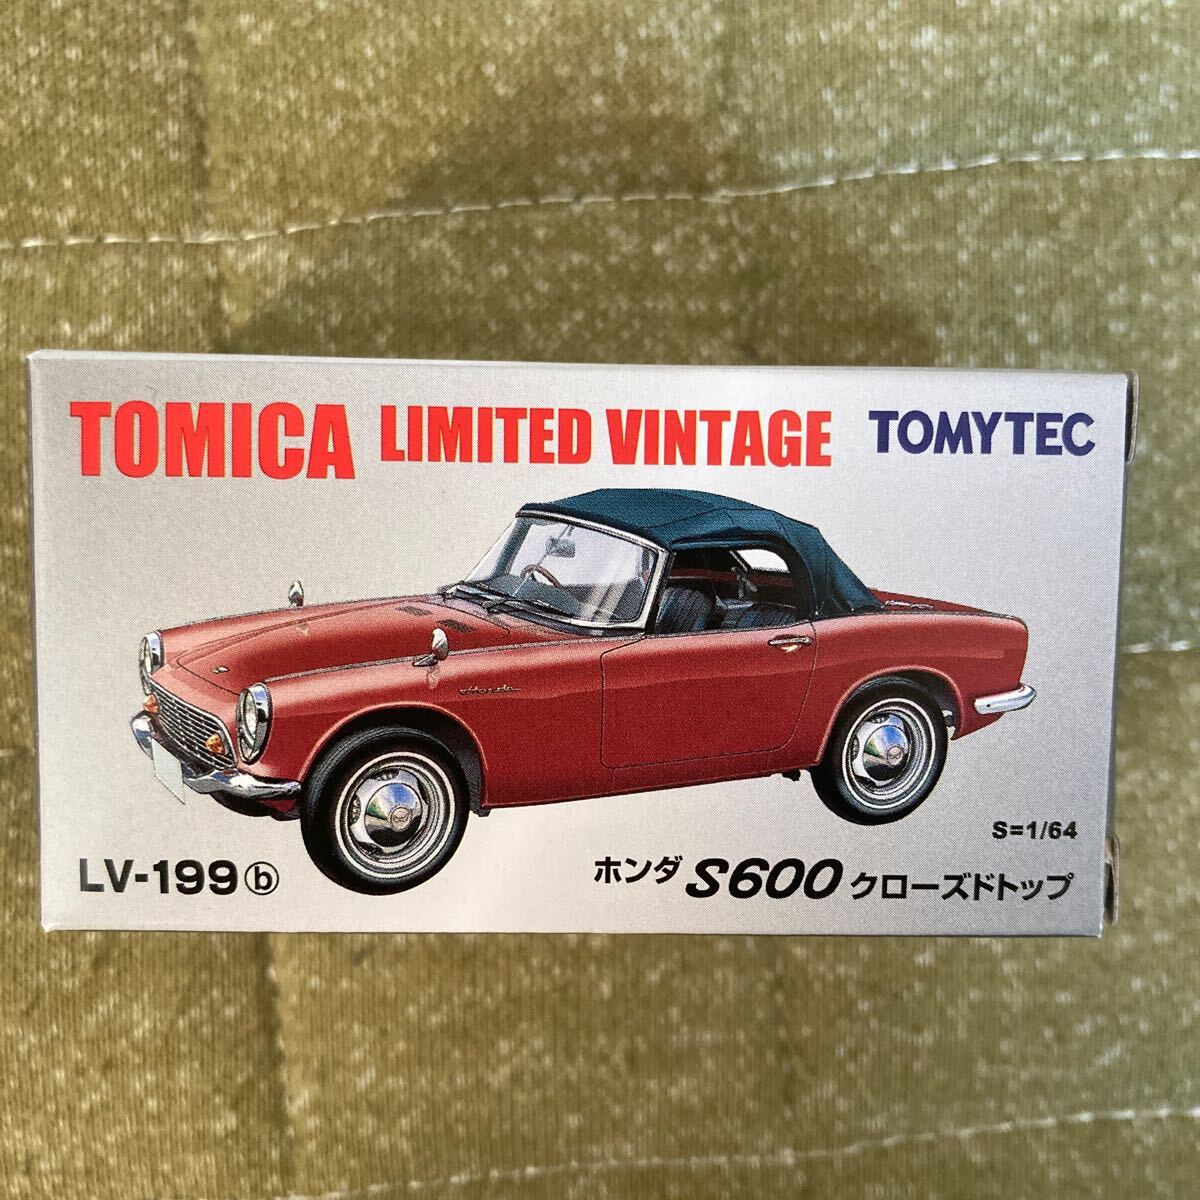 TOMICA LIMITED VINTAGE TOMYTEC
Honda
S=1/64
LV-199ⓑ
ホンダ S600 クローズドトップ